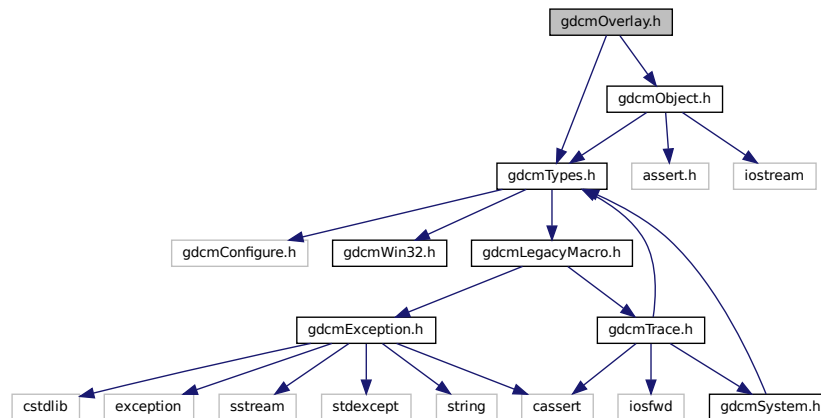 gdcmOverlay.h
gdcmObject.h
gdcmTypes.h
assert.h
iostream
gdcmConfigure.h
gdcmWin32.h
gdcmLegacyMacro.h
gdcmException.h
gdcmTrace.h
cstdlib
exception
sstream
stdexcept
string
cassert
iosfwd
gdcmSystem.h